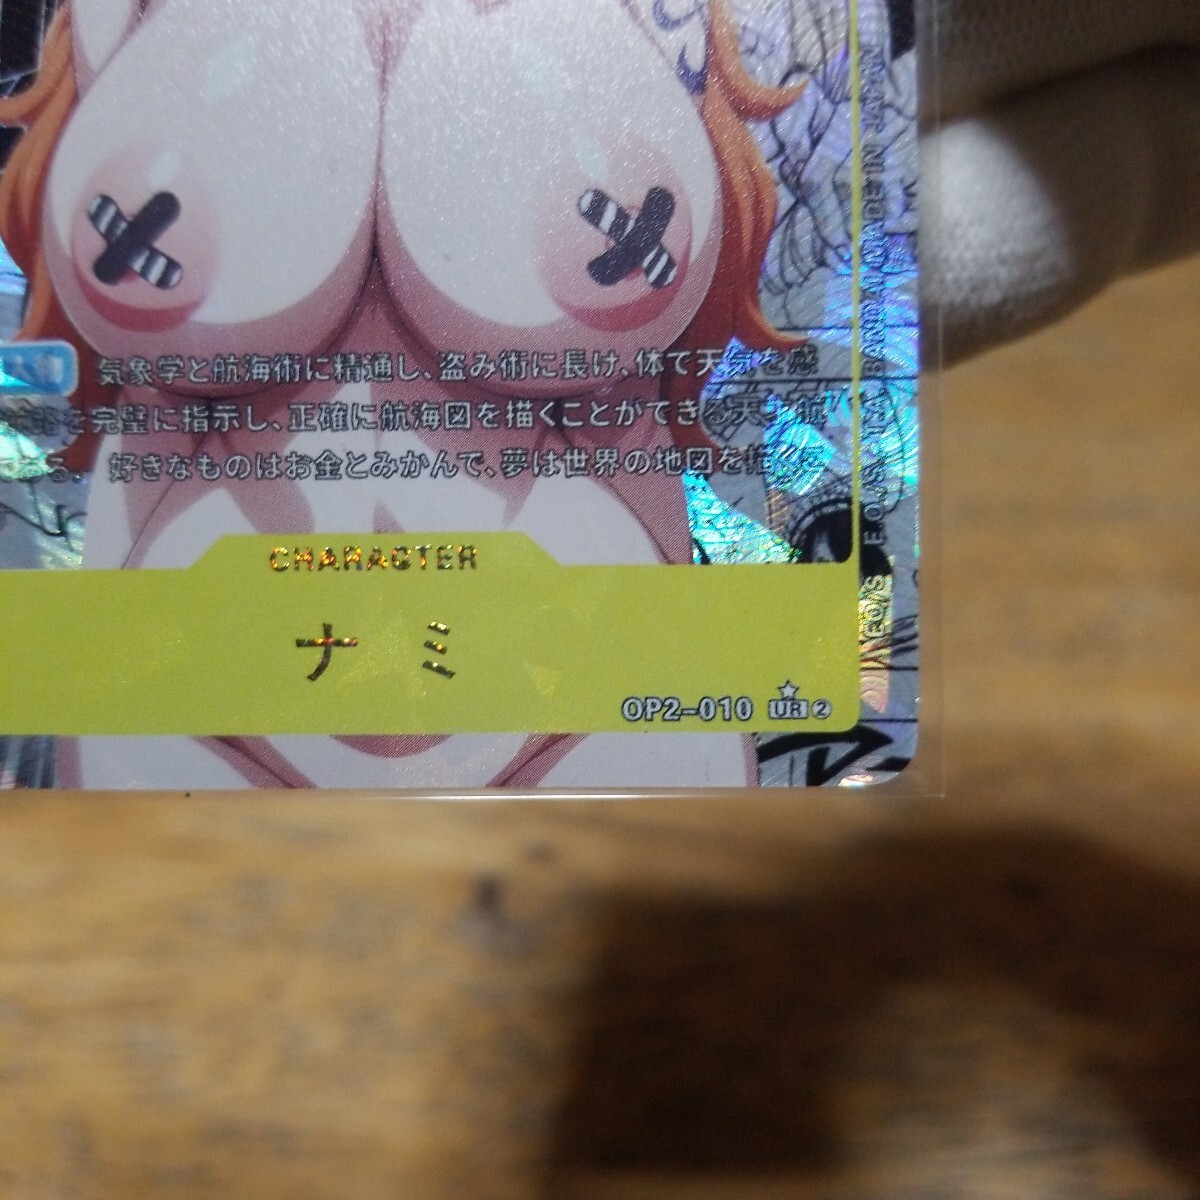 気象学と航海術に精通し、盗み術に長け、体で天気を感
を完璧に指示し、正確に航海図を描くことができる天
る。 好きなものはお金とみかんで、夢は世界の地図を
CHARACTER
ナミ
OP2-010 UR 2